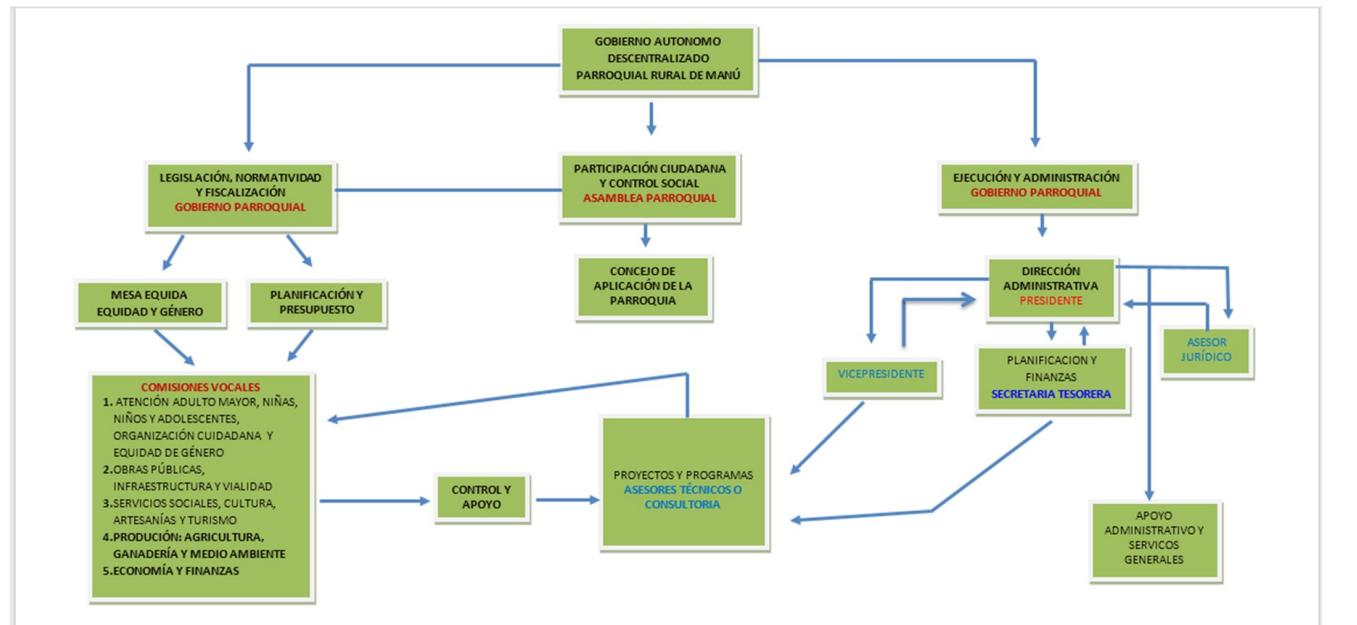 GOBIERNO AUTONOMO
DESCENTRALIZADO
PARROQUIAL RURAL DE MANÚ
LEGISLACIÓN, NORMATIVIDAD
Y FISCALIZACIÓN
GOBIERNO PARROQUIAL
PARTICIPACIÓN CIUDADANA
Y CONTROL SOCIAL
ASAMBLEA PARROQUIAL
EJECUCIÓN Y ADMINISTRACIÓN
GOBIERNO PARROQUIAL
MESA EQUIDA
EQUIDAD Y GÉNERO
PLANIFICACIÓN Y
PRESUPUESTO
CONCEJO DE
APLICACIÓN DE LA
PARROQUIA
DIRECCIÓN
ADMINISTRATIVA
PRESIDENTE
VICEPRESIDENTE
PLANIFICACION Y
FINANZAS
SECRETARIA TESORERA
ASESOR
JURÍDICO
COMISIONES VOCALES
1. ATENCIÓN ADULTO MAYOR, NIÑAS,
NIÑOS Y ADOLESCENTES,
ORGANIZACIÓN CUIDADANA Y
EQUIDAD DE GÉNERO
2.OBRAS PÚBLICAS,
INFRAESTRUCTURA Y VIALIDAD
3.SERVICIOS SOCIALES, CULTURA,
ARTESANÍAS Y TURISMO
4.PRODUCIÓN: AGRICULTURA,
GANADERÍA Y MEDIO AMBIENTE
5.ECONOMÍA Y FINANZAS
CONTROL Y
APOYO
PROYECTOS Y PROGRAMAS
ASESORES TÉCNICOS O
CONSULTORIA
APOYO
ADMINISTRATIVO Y
SERVICOS
GENERALES